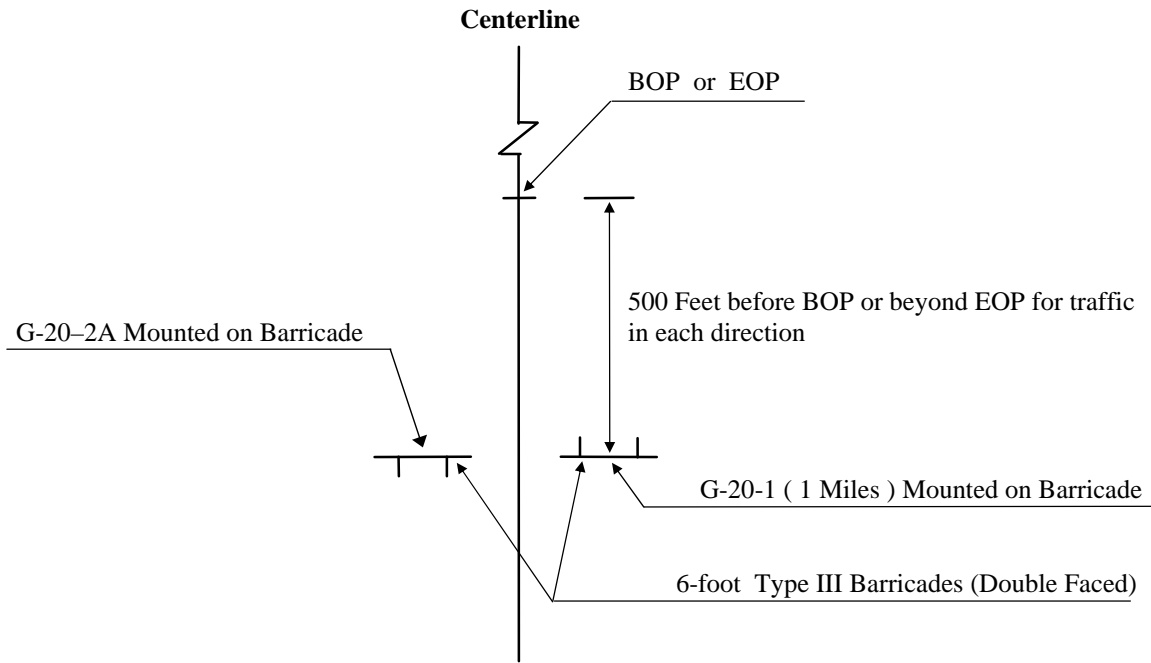 Centerline
BOP or EOP
500 Feet before BOP or beyond EOP for traffic
in each direction
G-20–2A Mounted on Barricade
G-20-1 ( 1 Miles ) Mounted on Barricade
6-foot Type III Barricades (Double Faced)